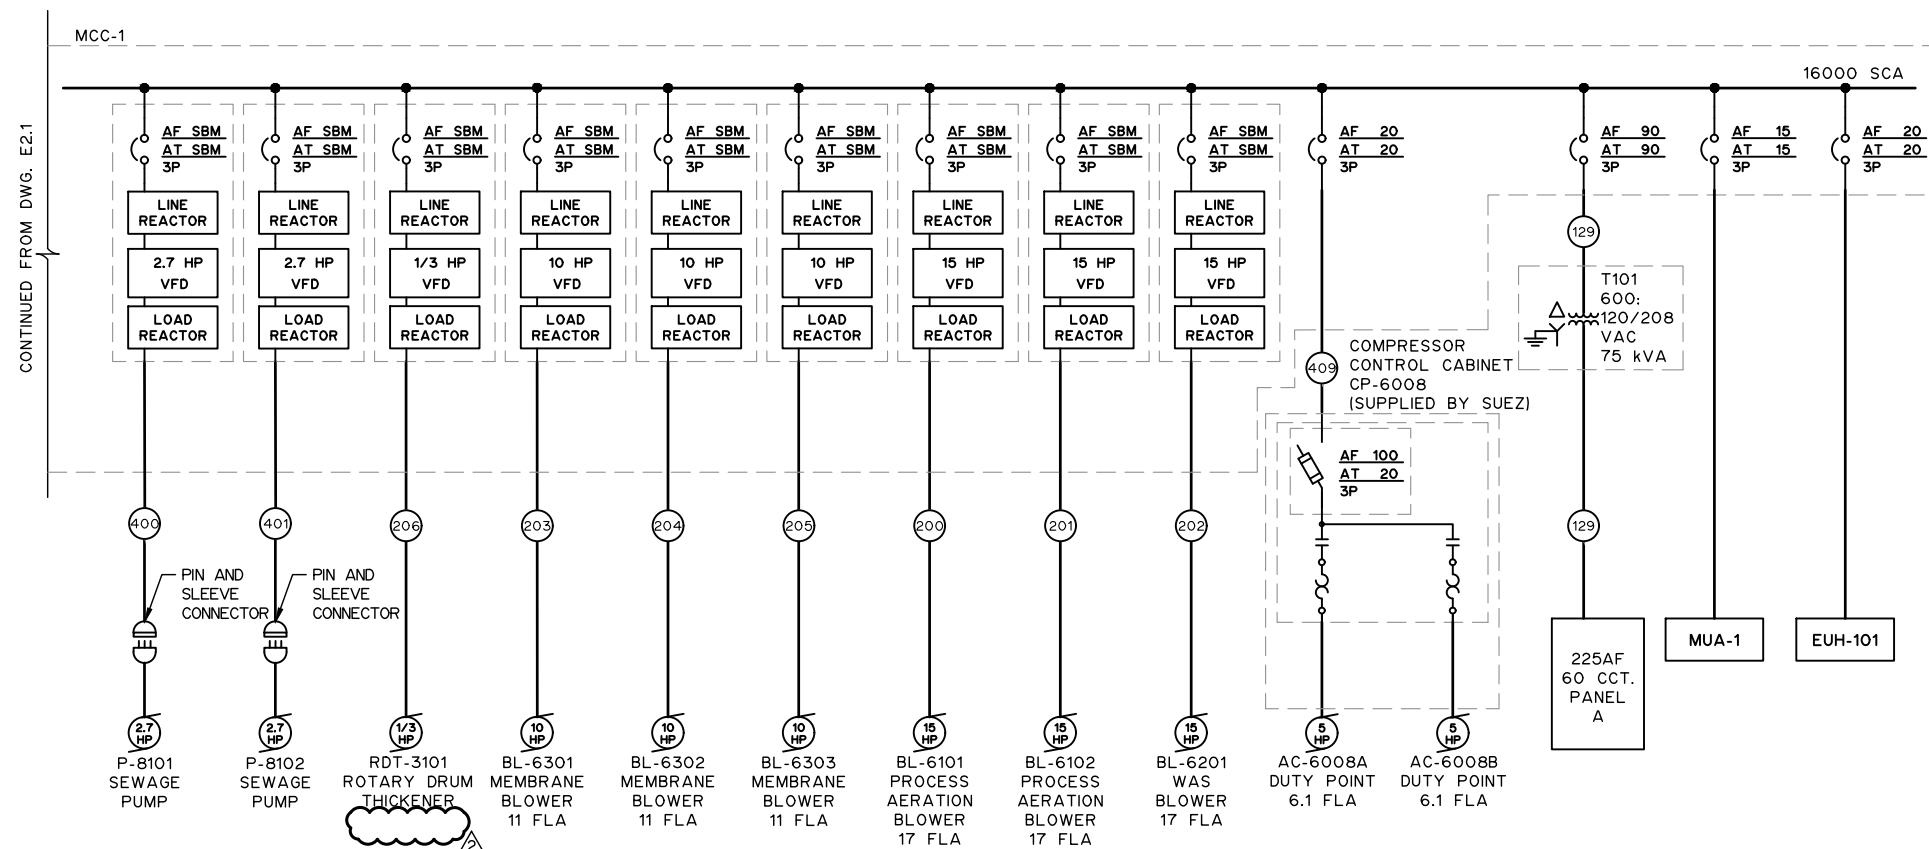 MCC-1
16000 SCA
CONTINUED FROM DWG. E2.1
AF SBM
AT SBM
3P
AF SBM
AT SBM
3P
AF SBM
AT SBM
3P
AF SBM
AT SBM
3P
AF SBM
AT SBM
3P
AF SBM
AT SBM
3P
AF SBM
AT SBM
3P
AF SBM
AT SBM
3P
AF SBM
AT SBM
3P
AF 20
AT 20
3P
AF 90
AT 90
3P
AF 15
AT 15
3P
AF 20
AT 20
3P
LINE
REACTOR
LINE
REACTOR
LINE
REACTOR
LINE
REACTOR
LINE
REACTOR
LINE
REACTOR
LINE
REACTOR
LINE
REACTOR
LINE
REACTOR
129
2.7 HP
VFD
2.7 HP
VFD
1/3 HP
VFD
10 HP
VFD
10 HP
VFD
10 HP
VFD
15 HP
VFD
15 HP
VFD
15 HP
VFD
T101
600:
120/208
VAC
75 kVA
LOAD
REACTOR
LOAD
REACTOR
LOAD
REACTOR
LOAD
REACTOR
LOAD
REACTOR
LOAD
REACTOR
LOAD
REACTOR
LOAD
REACTOR
LOAD
REACTOR
409
COMPRESSOR
CONTROL CABINET
CP-6008
(SUPPLIED BY SUEZ)
AF 100
AT 20
3P
400
401
206
203
204
205
200
201
202
129
PIN AND
SLEEVE
CONNECTOR
PIN AND
SLEEVE
CONNECTOR
225AF
60 CCT.
PANEL
A
MUA-1
EUH-101
2.7
HP
2.7
HP
1/3
HP
10
HP
10
HP
10
HP
15
HP
15
HP
15
HP
5
HP
5
HP
P-8101
SEWAGE
PUMP
P-8102
SEWAGE
PUMP
RDT-3101
ROTARY DRUM
THICKENER
BL-6301
MEMBRANE
BLOWER
11 FLA
BL-6302
MEMBRANE
BLOWER
11 FLA
BL-6303
MEMBRANE
BLOWER
11 FLA
BL-6101
PROCESS
AERATION
BLOWER
17 FLA
BL-6102
PROCESS
AERATION
BLOWER
17 FLA
BL-6201
WAS
BLOWER
17 FLA
AC-6008A
DUTY POINT
6.1 FLA
AC-6008B
DUTY POINT
6.1 FLA